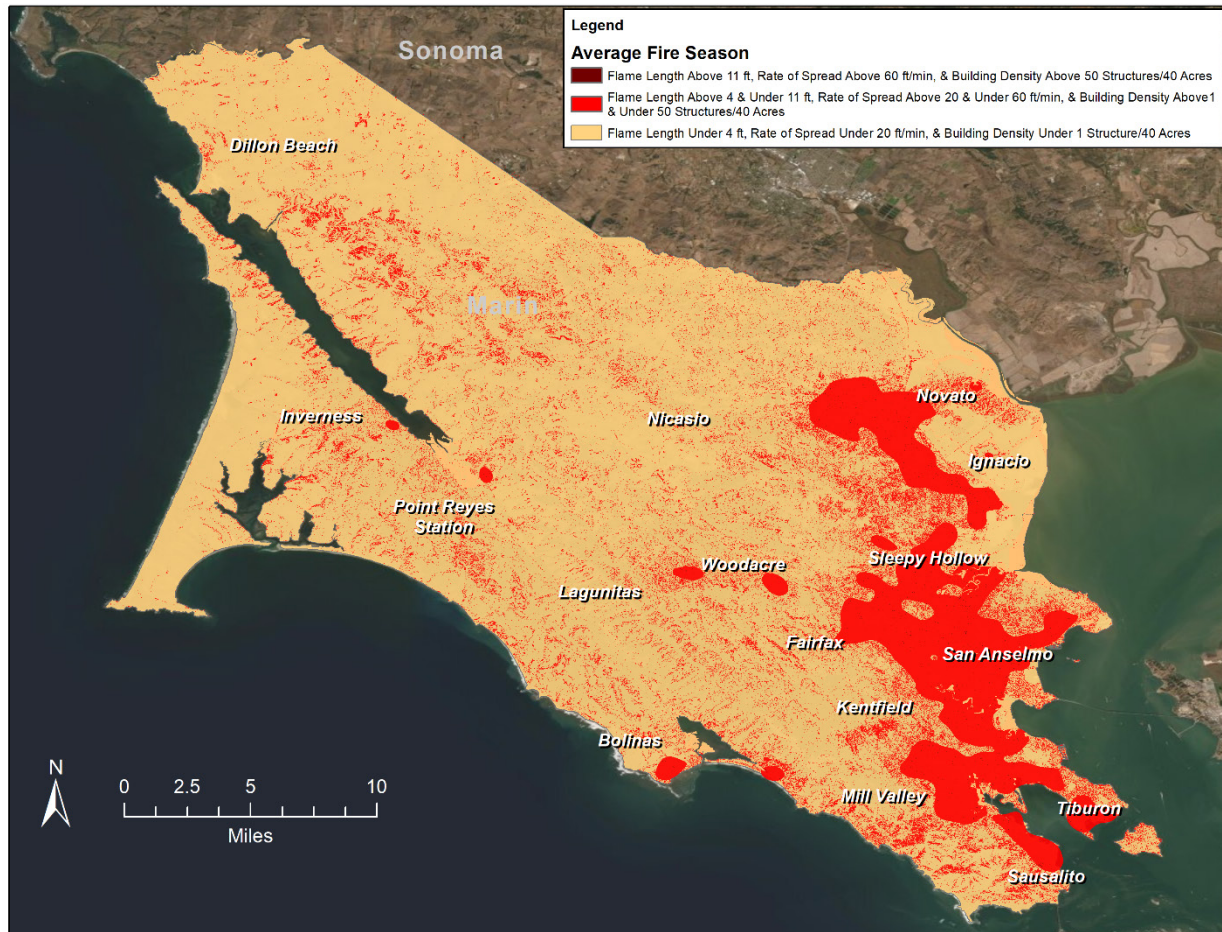 Legend
Average Fire Season
Flame Length Above 11 ft, Rate of Spread Above 60 ft/min, & Building Density Above 50 Structures/40 Acres
Flame Length Above 4 & Under 11 ft, Rate of Spread Above 20 & Under 60 ft/min, & Building Density Above1
& Under 50 Structures/40 Acres
Flame Length Under 4 ft, Rate of Spread Under 20 ft/min, & Building Density Under 1 Structure/40 Acres
Sonoma
Dillon Beach
Marin
Novato
Inverness
Nicasio
Ignacio
Point Reyes
Station
Sleepy Hollow
Woodacre
Lagunitas
Fairfax
San Anselmo
Kentfield
Bolinas
Mill Valley
Tiburon
Sausalito
N
0 2.5 5 10
Miles